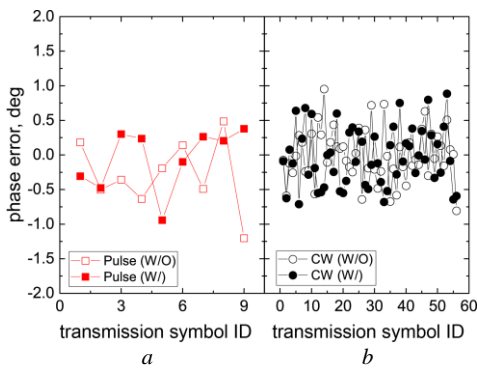 2.0
1.5
1.0
0.5
0.0
-0.5
-1.0
-1.5
-2.0
phase error, deg
Pulse (W/O)
Pulse (W/)
0 3 6 9
transmission symbol ID
a
CW (W/O)
CW (W/)
0 10 20 30 40 50 60
transmission symbol ID
b